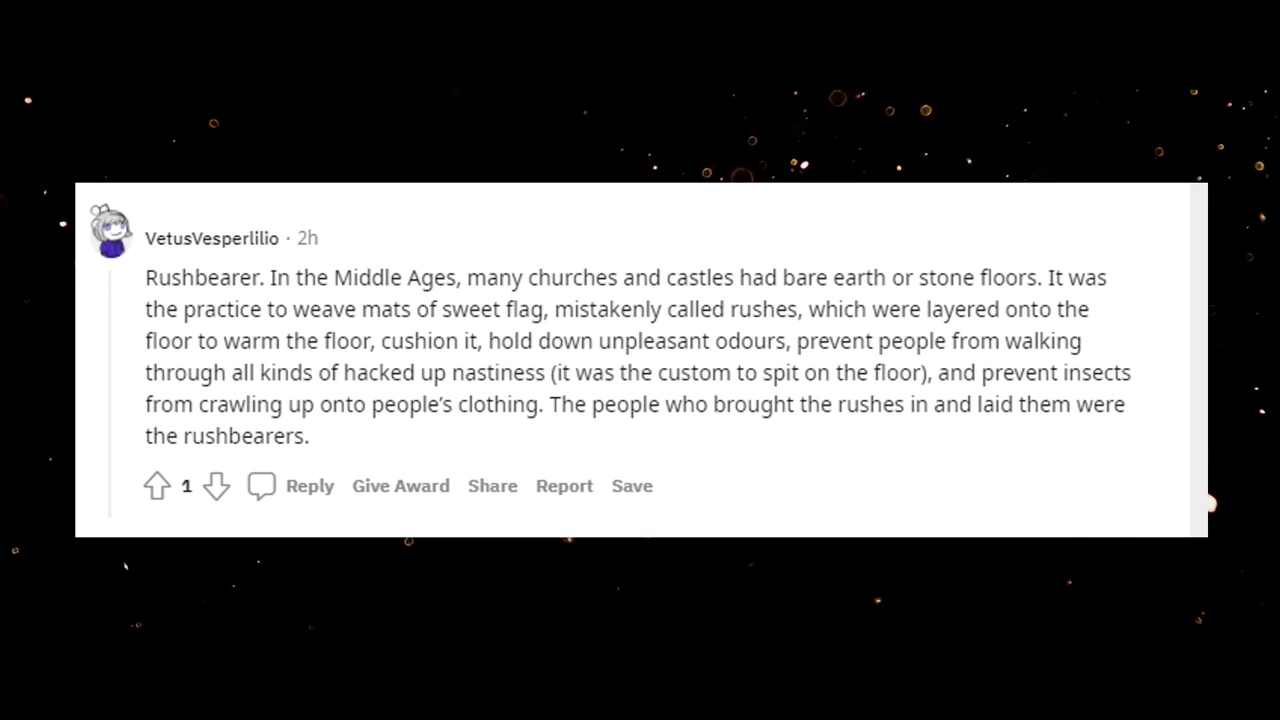 VetusVesperlilio · 2h
Rushbearer. In the Middle Ages, many churches and castles had bare earth or stone floors. It was
the practice to weave mats of sweet flag, mistakenly called rushes, which were layered onto the
floor to warm the floor, cushion it, hold down unpleasant odours, prevent people from walking
through all kinds of hacked up nastiness (it was the custom to spit on the floor), and prevent insects
from crawling up onto people’s clothing. The people who brought the rushes in and laid them were
the rushbearers.
1 Reply Give Award Share Report Save